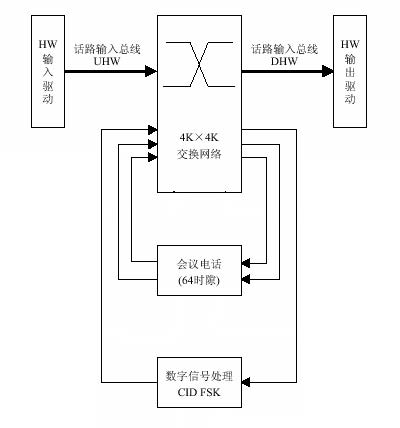 HW
输
入
驱
动
话路输入总线
UHW
话路输入总线
DHW
HW
输
出
驱
动
4K×4K
交换网络
会议电话
(64时隙)
数字信号处理
CID FSK